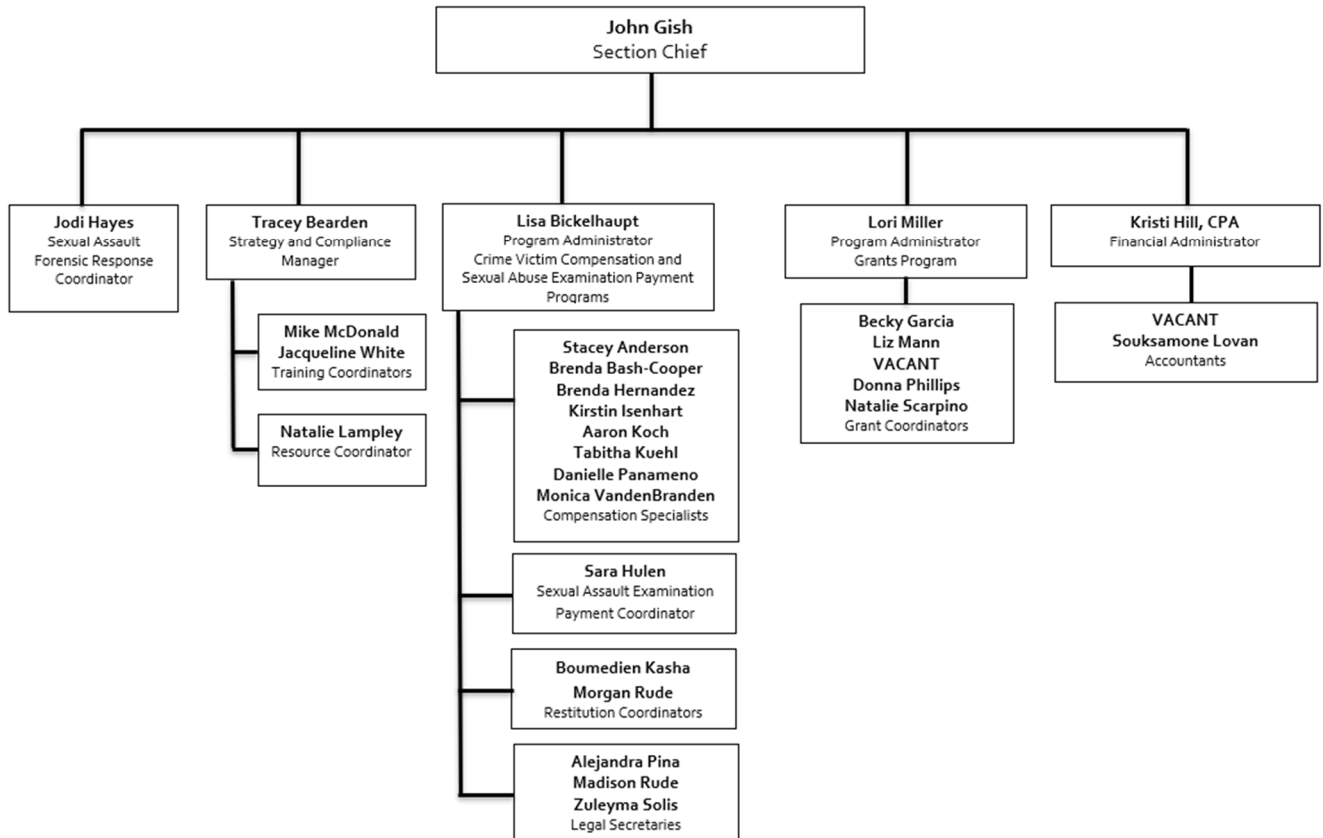 John Gish
Section Chief
Jodi Hayes
Sexual Assault
Forensic Response
Coordinator
Tracey Bearden
Strategy and Compliance
Manager
Mike McDonald
Jacqueline White
Training Coordinators
Natalie Lampley
Resource Coordinator
Lisa Bickelhaupt
Program Administrator
Crime Victim Compensation and
Sexual Abuse Examination Payment
Programs
Stacey Anderson
Brenda Bash-Cooper
Brenda Hernandez
Kirstin Isenhart
Aaron Koch
Tabitha Kuehl
Danielle Panameno
Monica VandenBranden
Compensation Specialists
Sara Hulen
Sexual Assault Examination
Payment Coordinator
Boumedien Kasha
Morgan Rude
Restitution Coordinators
Alejandra Pina
Madison Rude
Zuleyma Solis
Legal Secretaries
Lori Miller
Program Administrator
Grants Program
Becky Garcia
Liz Mann
VACANT
Donna Phillips
Natalie Scarpino
Grant Coordinators
Kristi Hill, CPA
Financial Administrator
VACANT
Souksamone Lovan
Accountants